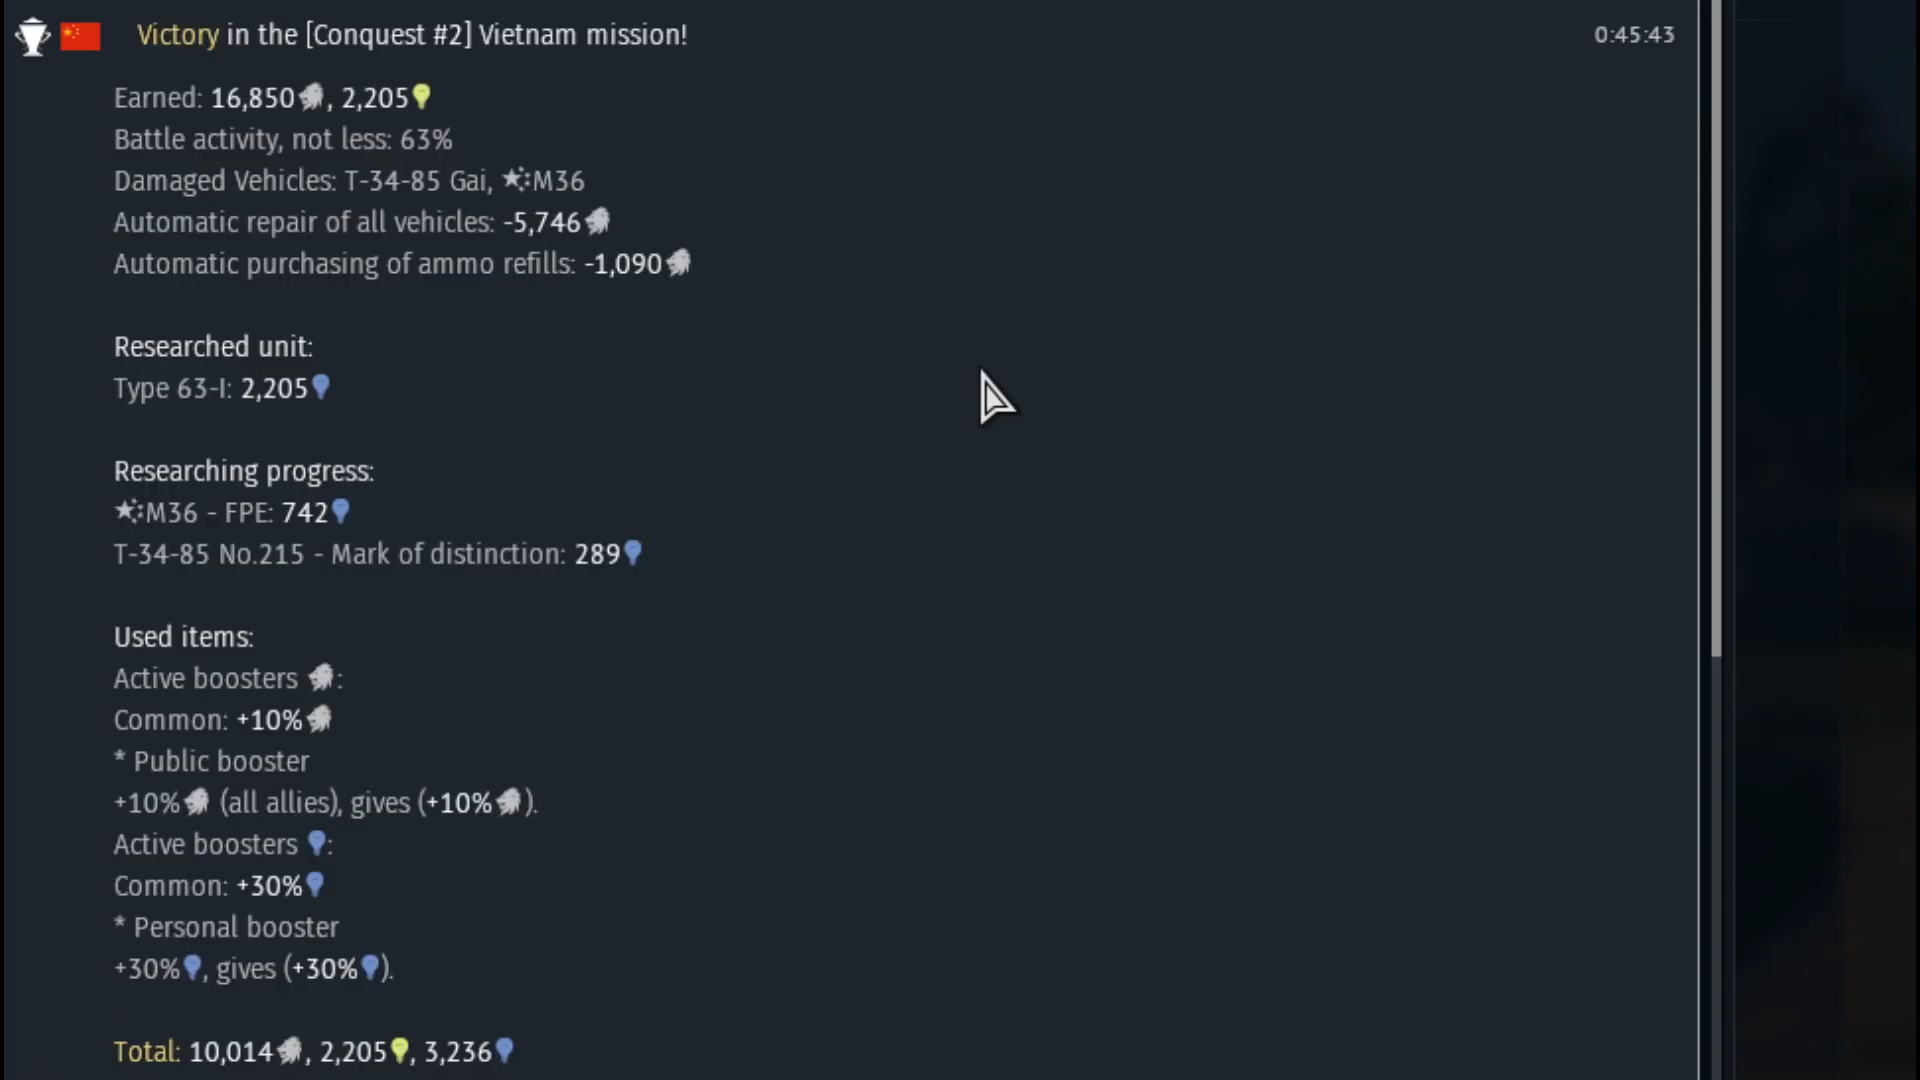 Victory in the [Conquest #2] Vietnam mission! 0:45:43
Earned: 16,850, 2,205
Battle activity, not less: 63%
Damaged Vehicles: T-34-85 Gai, M36
Automatic repair of all vehicles: -5,746
Automatic purchasing of ammo refills: -1,090
Researched unit:
Type 63-I: 2,205
Researching progress:
M36 - FPE: 742
T-34-85 No.215 - Mark of distinction: 289
Used items:
Active boosters :
Common: +10%
* Public booster
+10% (all allies), gives (+10%).
Active boosters :
Common: +30%
* Personal booster
+30%, gives (+30%).
Total: 10,014, 2,205, 3,236